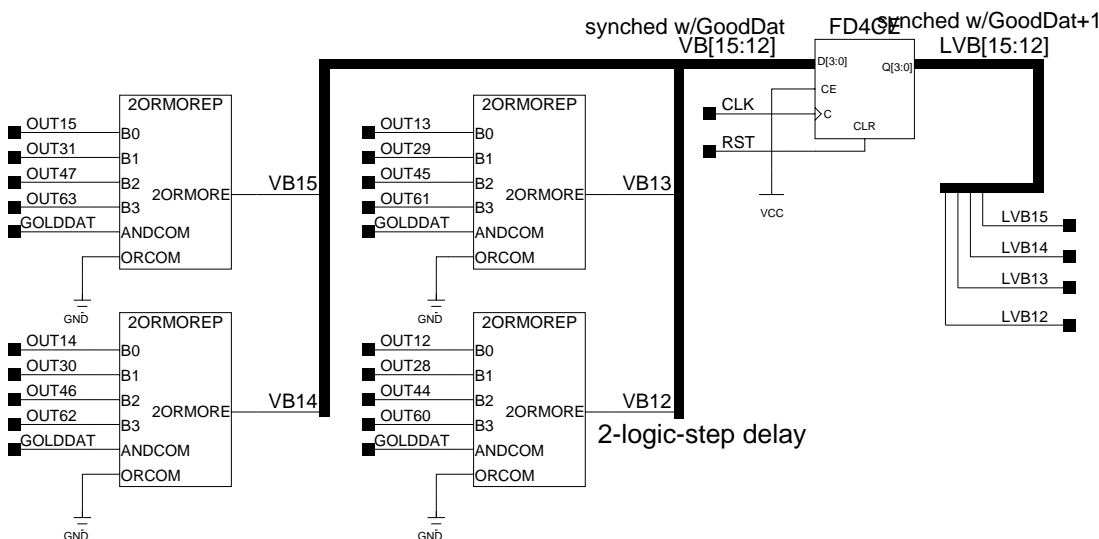 synched w/GoodDat
FD4CE
synched w/GoodDat+1
VB[15:12]
LVB[15:12]
D[3:0]
Q[3:0]
CE
CLK
C
CLR
RST
VCC
2ORMOREP
OUT15
B0
OUT31
B1
OUT47
B2
2ORMORE
VB15
OUT63
B3
GOLDDAT
ANDCOM
ORCOM
GND
2ORMOREP
OUT13
B0
OUT29
B1
OUT45
B2
2ORMORE
VB13
OUT61
B3
GOLDDAT
ANDCOM
ORCOM
GND
LVB15
LVB14
LVB13
LVB12
2ORMOREP
OUT14
B0
OUT30
B1
OUT46
B2
2ORMORE
VB14
OUT62
B3
GOLDDAT
ANDCOM
ORCOM
GND
2ORMOREP
OUT12
B0
OUT28
B1
OUT44
B2
2ORMORE
VB12
OUT60
B3
GOLDDAT
ANDCOM
ORCOM
GND
2-logic-step delay